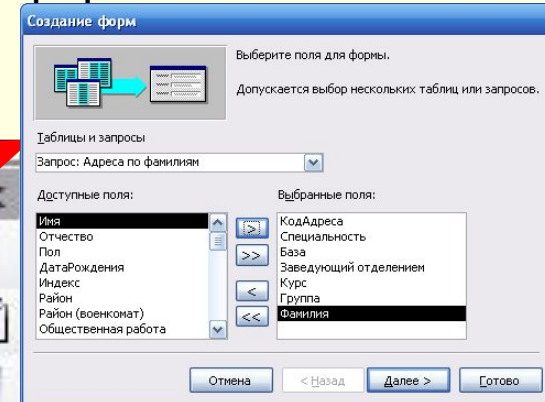 Создание форм
Выберите поля для формы.
Допускается выбор нескольких таблиц или запросов.
Таблицы и запросы
Запрос: Адреса по фамилиям
Доступные поля:
Выбранные поля:
Имя
Отчество
Пол
ДатаРождения
Индекс
Район
Район (военкомат)
Общественная работа
>
>>
<
<<
КодАдреса
Специальность
База
Заведующий отделением
Курс
Группа
Фамилия
Отмена
< Назад
Далее >
Готово